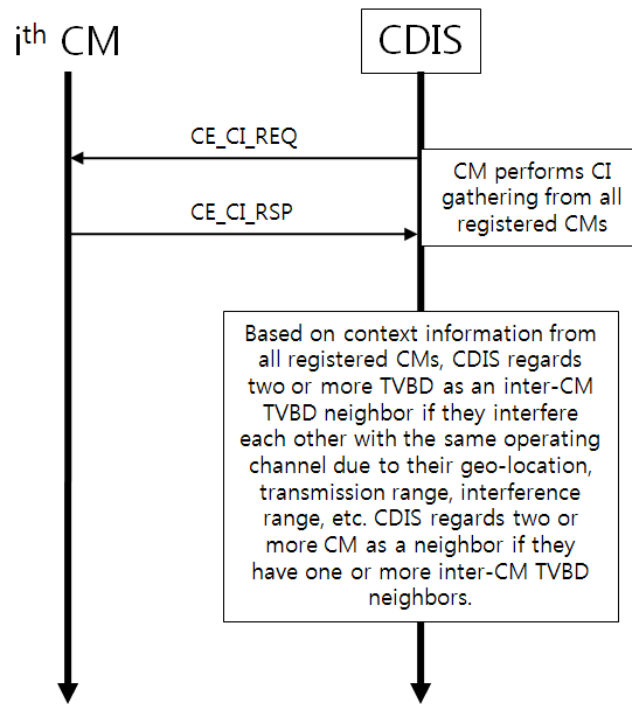 ith CM
CDIS
CE_CI_REQ
CM performs CI
gathering from all
registered CMs
CE_CI_RSP
Based on context information from
all registered CMs, CDIS regards
two or more TVBD as an inter-CM
TVBD neighbor if they interfere
each other with the same operating
channel due to their geo-location,
transmission range, interference
range, etc. CDIS regards two or
more CM as a neighbor if they
have one or more inter-CM TVBD
neighbors.